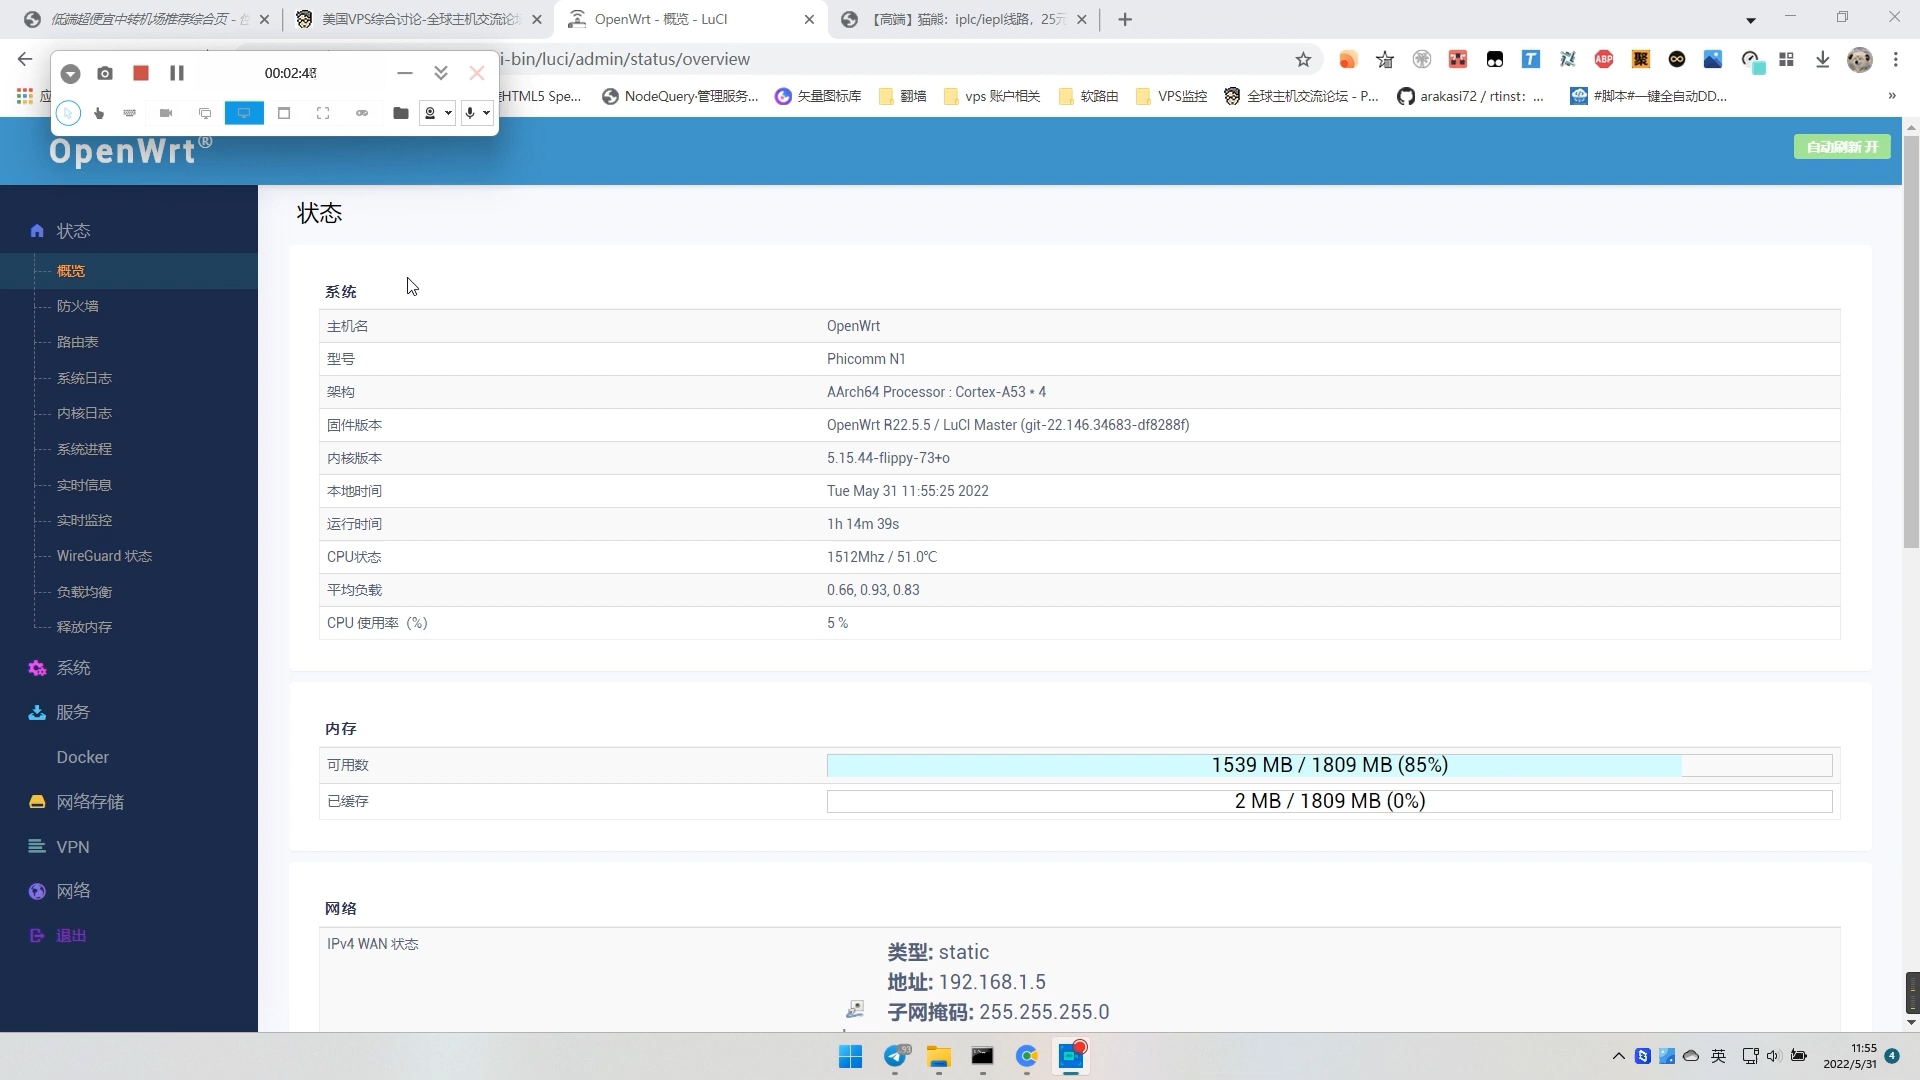 低端超便宜中转机场推荐综合页 -
美国VPS综合讨论-全球主机交流论坛
OpenWrt - 概览 - LuCI
【高端】猫熊：iplc/iepl线路，25元
i-bin/luci/admin/status/overview
00:02:4
HTML5 Spe...
NodeQuery·管理服务...
矢量图标库
翻墙
vps 账户相关
软路由
VPS监控
全球主机交流论坛 - P...
arakasi72 / rtinst: ...
#脚本#一键全自动DD...
»
OpenWrt®
自动刷新 开
状态
概览
防火墙
路由表
系统日志
内核日志
系统进程
实时信息
实时监控
WireGuard 状态
负载均衡
释放内存
系统
服务
Docker
网络存储
VPN
网络
退出
状态
系统
主机名 OpenWrt
型号 Phicomm N1
架构 AArch64 Processor : Cortex-A53 * 4
固件版本 OpenWrt R22.5.5 / LuCI Master (git-22.146.34683-df8288f)
内核版本 5.15.44-flippy-73+o
本地时间 Tue May 31 11:55:25 2022
运行时间 1h 14m 39s
CPU状态 1512Mhz / 51.0℃
平均负载 0.66, 0.93, 0.83
CPU 使用率（%） 5 %
内存
可用数 1539 MB / 1809 MB (85%)
已缓存 2 MB / 1809 MB (0%)
网络
IPv4 WAN 状态
类型: static
地址: 192.168.1.5
子网掩码: 255.255.255.0
英
11:55
2022/5/31
4